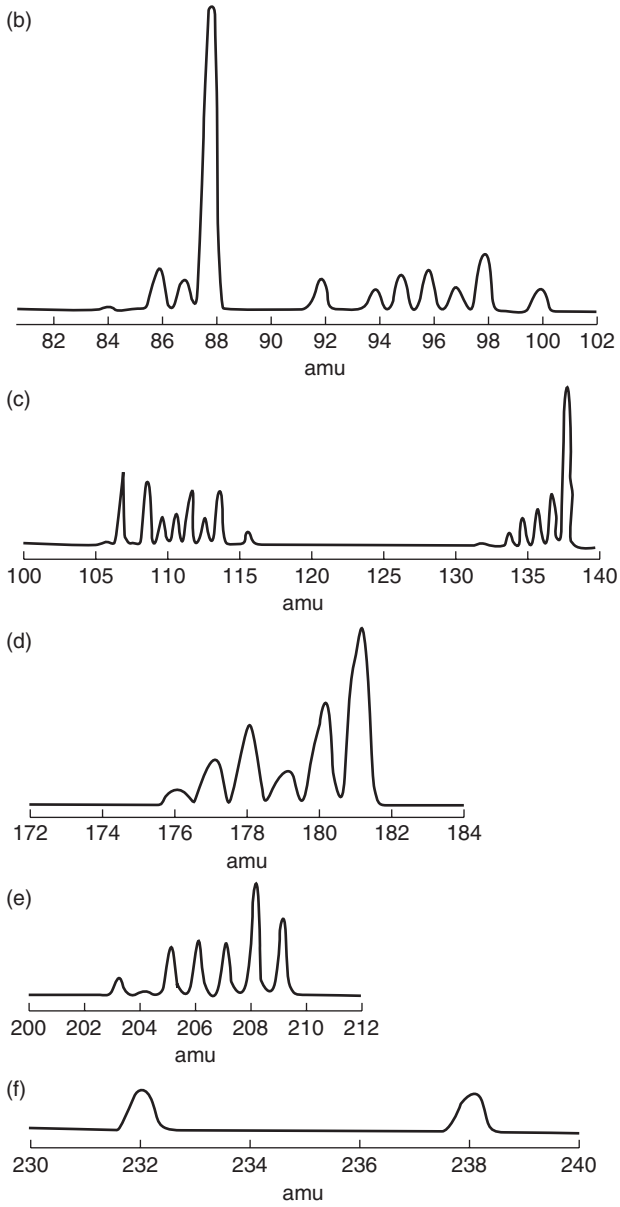 (b)
82 84 86 88 90 92 94 96 98 100 102
amu
(c)
100 105 110 115 120 125 130 135 140
amu
(d)
172 174 176 178 180 182 184
amu
(e)
200 202 204 206 208 210 212
amu
(f)
230 232 234 236 238 240
amu